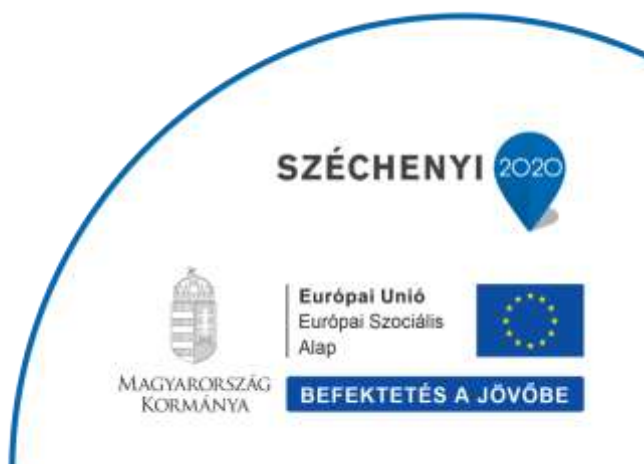 SZÉCHENYI 2020
Európai Unió
Európai Szociális
Alap
MAGYARORSZÁG
KORMÁNYA
BEFEKTETÉS A JÖVŐBE